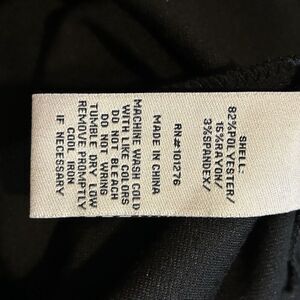 SHELL:
82%POLYESTER/
15%RAYON/
3%SPANDEX/
RN#101276
MADE IN CHINA
MACHINE WASH COLD
WITH LIKE COLORS
DO NOT BLEACH
DO NOT WRING
TUMBLE DRY LOW
REMOVE PROMPTLY
COOL IRON
IF NECESSARY